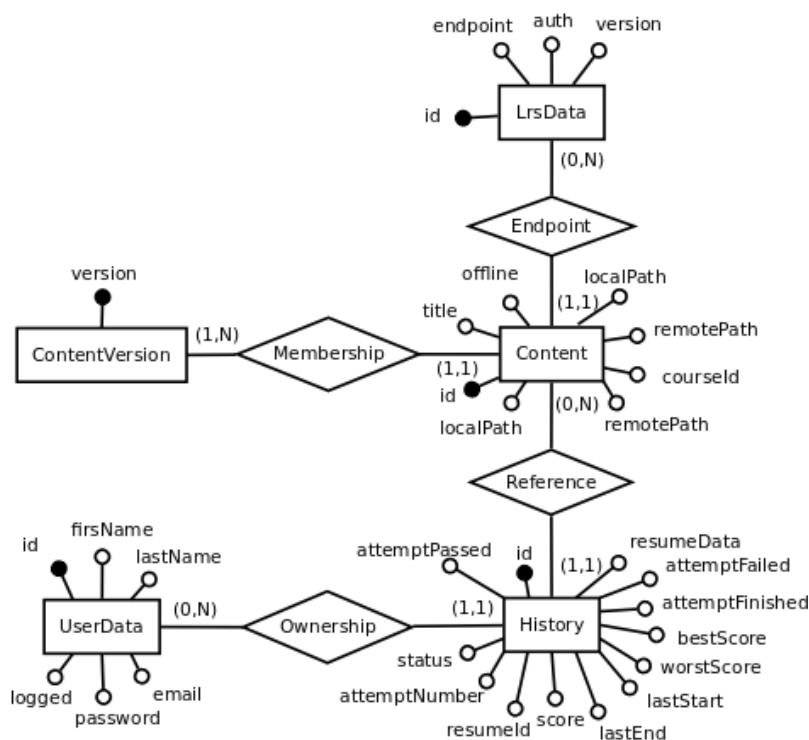 endpoint
auth
version
id
LrsData
(0,N)
Endpoint
offline
localPath
version
(1,1)
title
remotePath
(1,N)
ContentVersion
Membership
Content
(1,1)
courseId
id
(0,N)
localPath
remotePath
Reference
firsName
resumeData
id
attemptPassed
id
(1,1)
attemptFailed
lastName
attemptFinished
(0,N)
(1,1)
UserData
Ownership
History
bestScore
status
worstScore
logged
email
attemptNumber
lastStart
password
resumeId
score
lastEnd